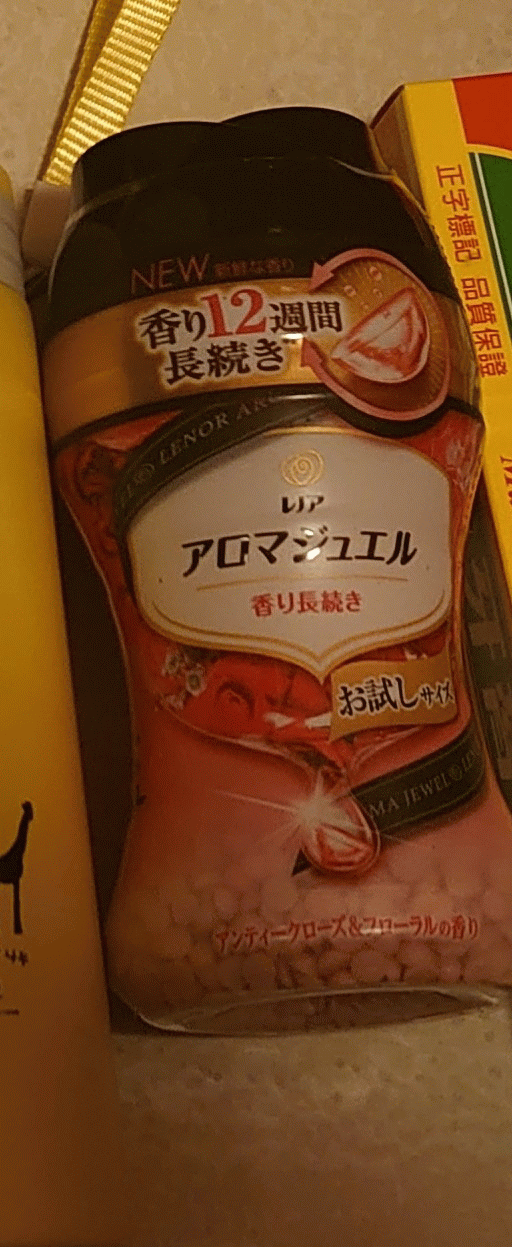 NEW 新鮮な香り
香り12週間
長続き
LENOR AR
レノア
アロマジュエル
香り長続き
お試しサイズ
MA JEWEL® LEN
アンティークローズ&フローラルの香り
正字標記 品質保證